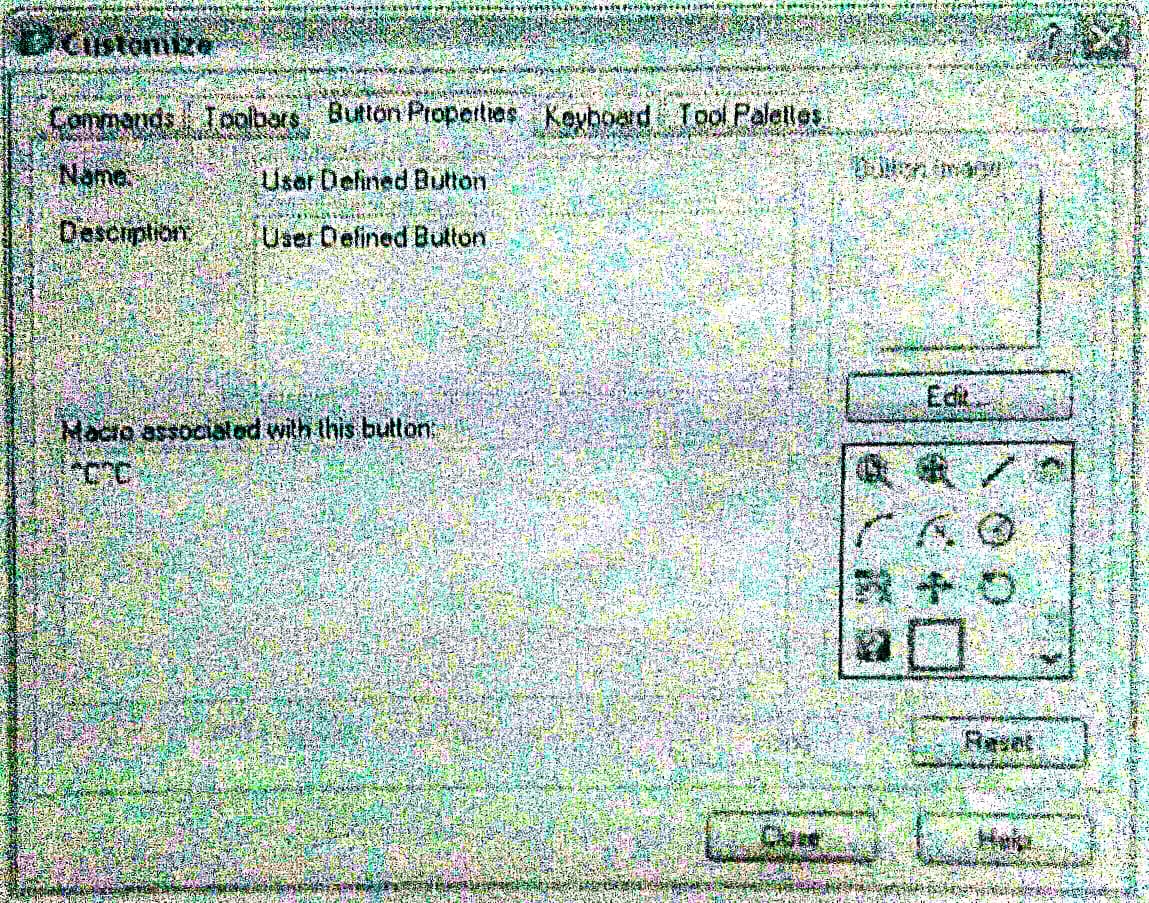 Customize
Commands Toolbars Button Properties Keyboard Tool Palettes
Name: User Defined Button
Button Image
Description: User Defined Button
Edit...
Macro associated with this button:
^C^C
Reset
Close Help